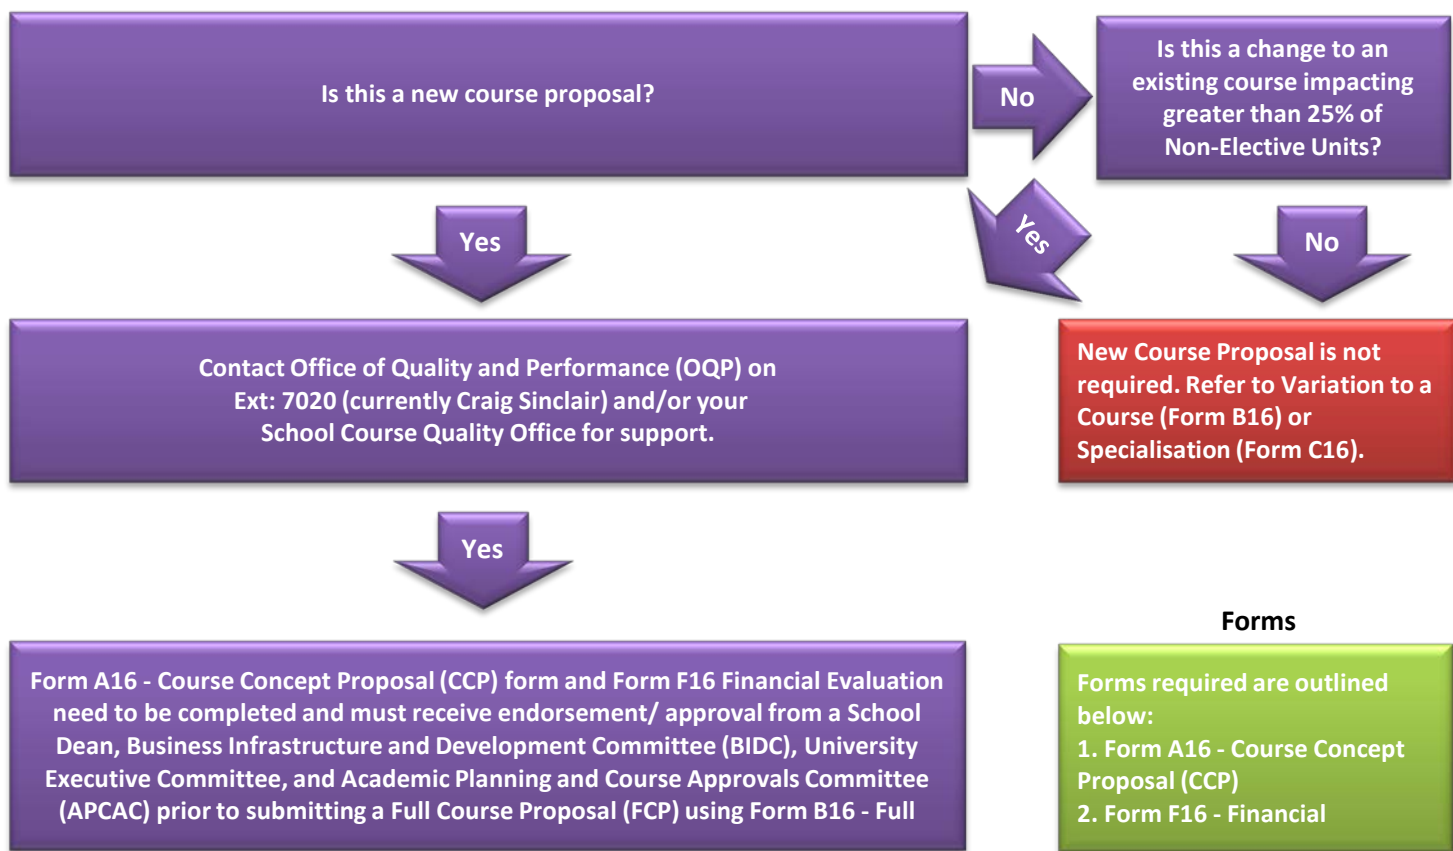 Is this a new course proposal?
No
Is this a change to an
existing course impacting
greater than 25% of
Non-Elective Units?
Yes
Yes
No
Contact Office of Quality and Performance (OQP) on
Ext: 7020 (currently Craig Sinclair) and/or your
School Course Quality Office for support.
New Course Proposal is not
required. Refer to Variation to a
Course (Form B16) or
Specialisation (Form C16).
Yes
Form A16 - Course Concept Proposal (CCP) form and Form F16 Financial Evaluation
need to be completed and must receive endorsement/ approval from a School
Dean, Business Infrastructure and Development Committee (BIDC), University
Executive Committee, and Academic Planning and Course Approvals Committee
(APCAC) prior to submitting a Full Course Proposal (FCP) using Form B16 - Full
Forms
Forms required are outlined
below:
1. Form A16 - Course Concept
Proposal (CCP)
2. Form F16 - Financial